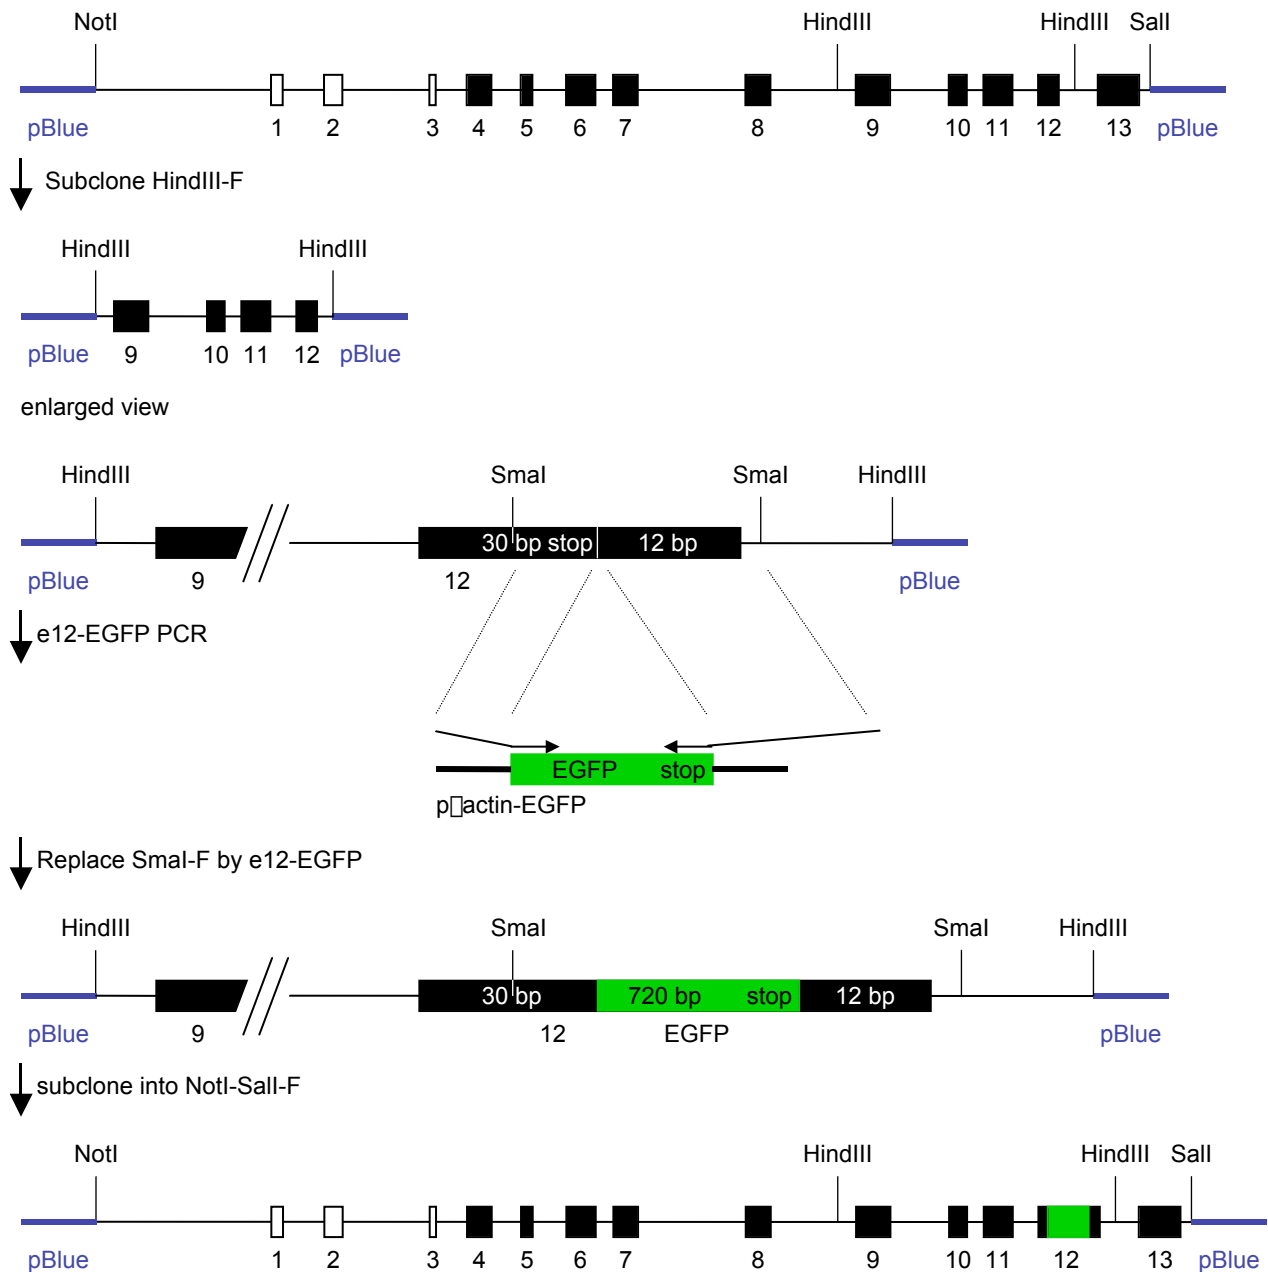 NotI HindIII HindIII SalI
pBlue 1 2 3 4 5 6 7 8 9 10 11 12 13 pBlue
Subclone HindIII-F
HindIII HindIII
pBlue 9 10 11 12 pBlue
enlarged view
HindIII SmaI SmaI HindIII
30 bp stop 12 bp
pBlue 9 12 pBlue
e12-EGFP PCR
EGFP stop
p▯actin-EGFP
Replace SmaI-F by e12-EGFP
HindIII SmaI SmaI HindIII
30 bp 720 bp stop 12 bp
pBlue 9 12 EGFP pBlue
subclone into NotI-SalI-F
NotI HindIII HindIII SalI
pBlue 1 2 3 4 5 6 7 8 9 10 11 12 13 pBlue